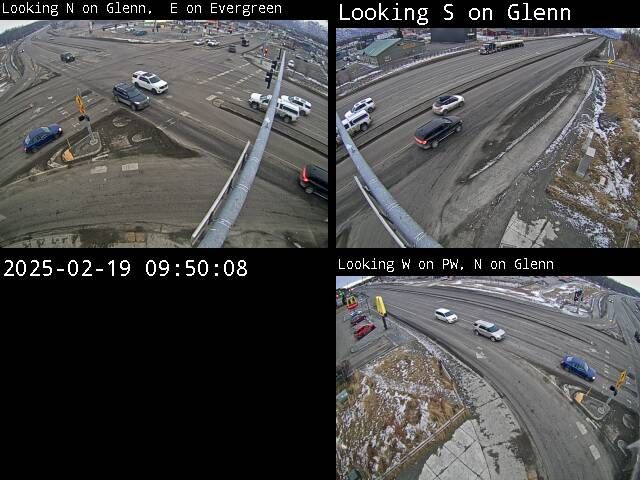 Looking N on Glenn,  E on Evergreen
Looking S on Glenn
2025-02-19 09:50:08
Looking W on PW, N on Glenn